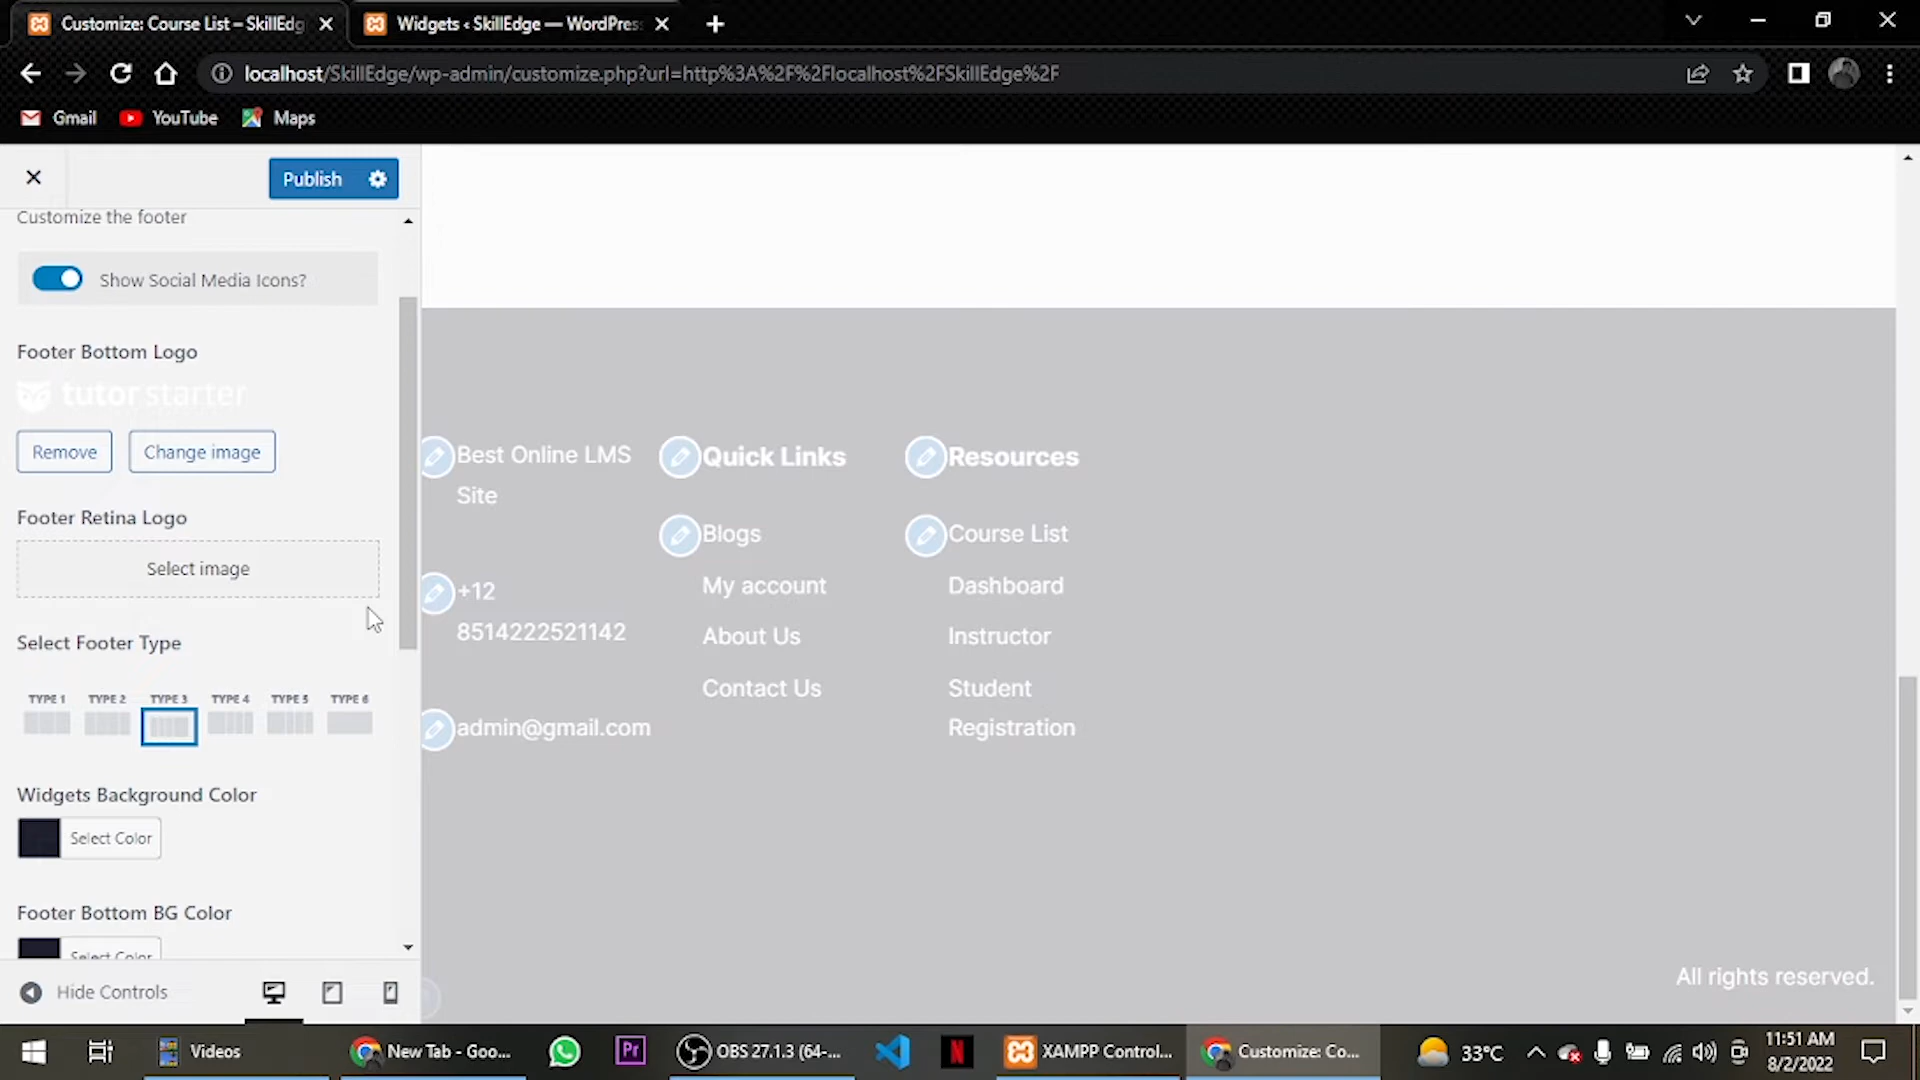 Customize: Course List – SkillEdg
Widgets ‹ SkillEdge — WordPres
localhost/SkillEdge/wp-admin/customize.php?url=http%3A%2F%2Flocalhost%2FSkillEdge%2F
Gmail
YouTube
Maps
Publish
Customize the footer
Show Social Media Icons?
Footer Bottom Logo
tutor starter
Remove
Change image
Footer Retina Logo
Select image
Select Footer Type
TYPE 1
TYPE 2
TYPE 3
TYPE 4
TYPE 5
TYPE 6
Widgets Background Color
Select Color
Footer Bottom BG Color
Select Color
Hide Controls
Best Online LMS
Site
+12
8514222521142
admin@gmail.com
Quick Links
Blogs
My account
About Us
Contact Us
Resources
Course List
Dashboard
Instructor
Student
Registration
All rights reserved.
Videos
New Tab - Goo...
Pr
OBS 27.1.3 (64-...
N
XAMPP Control...
Customize: Co...
33°C
11:51 AM
8/2/2022